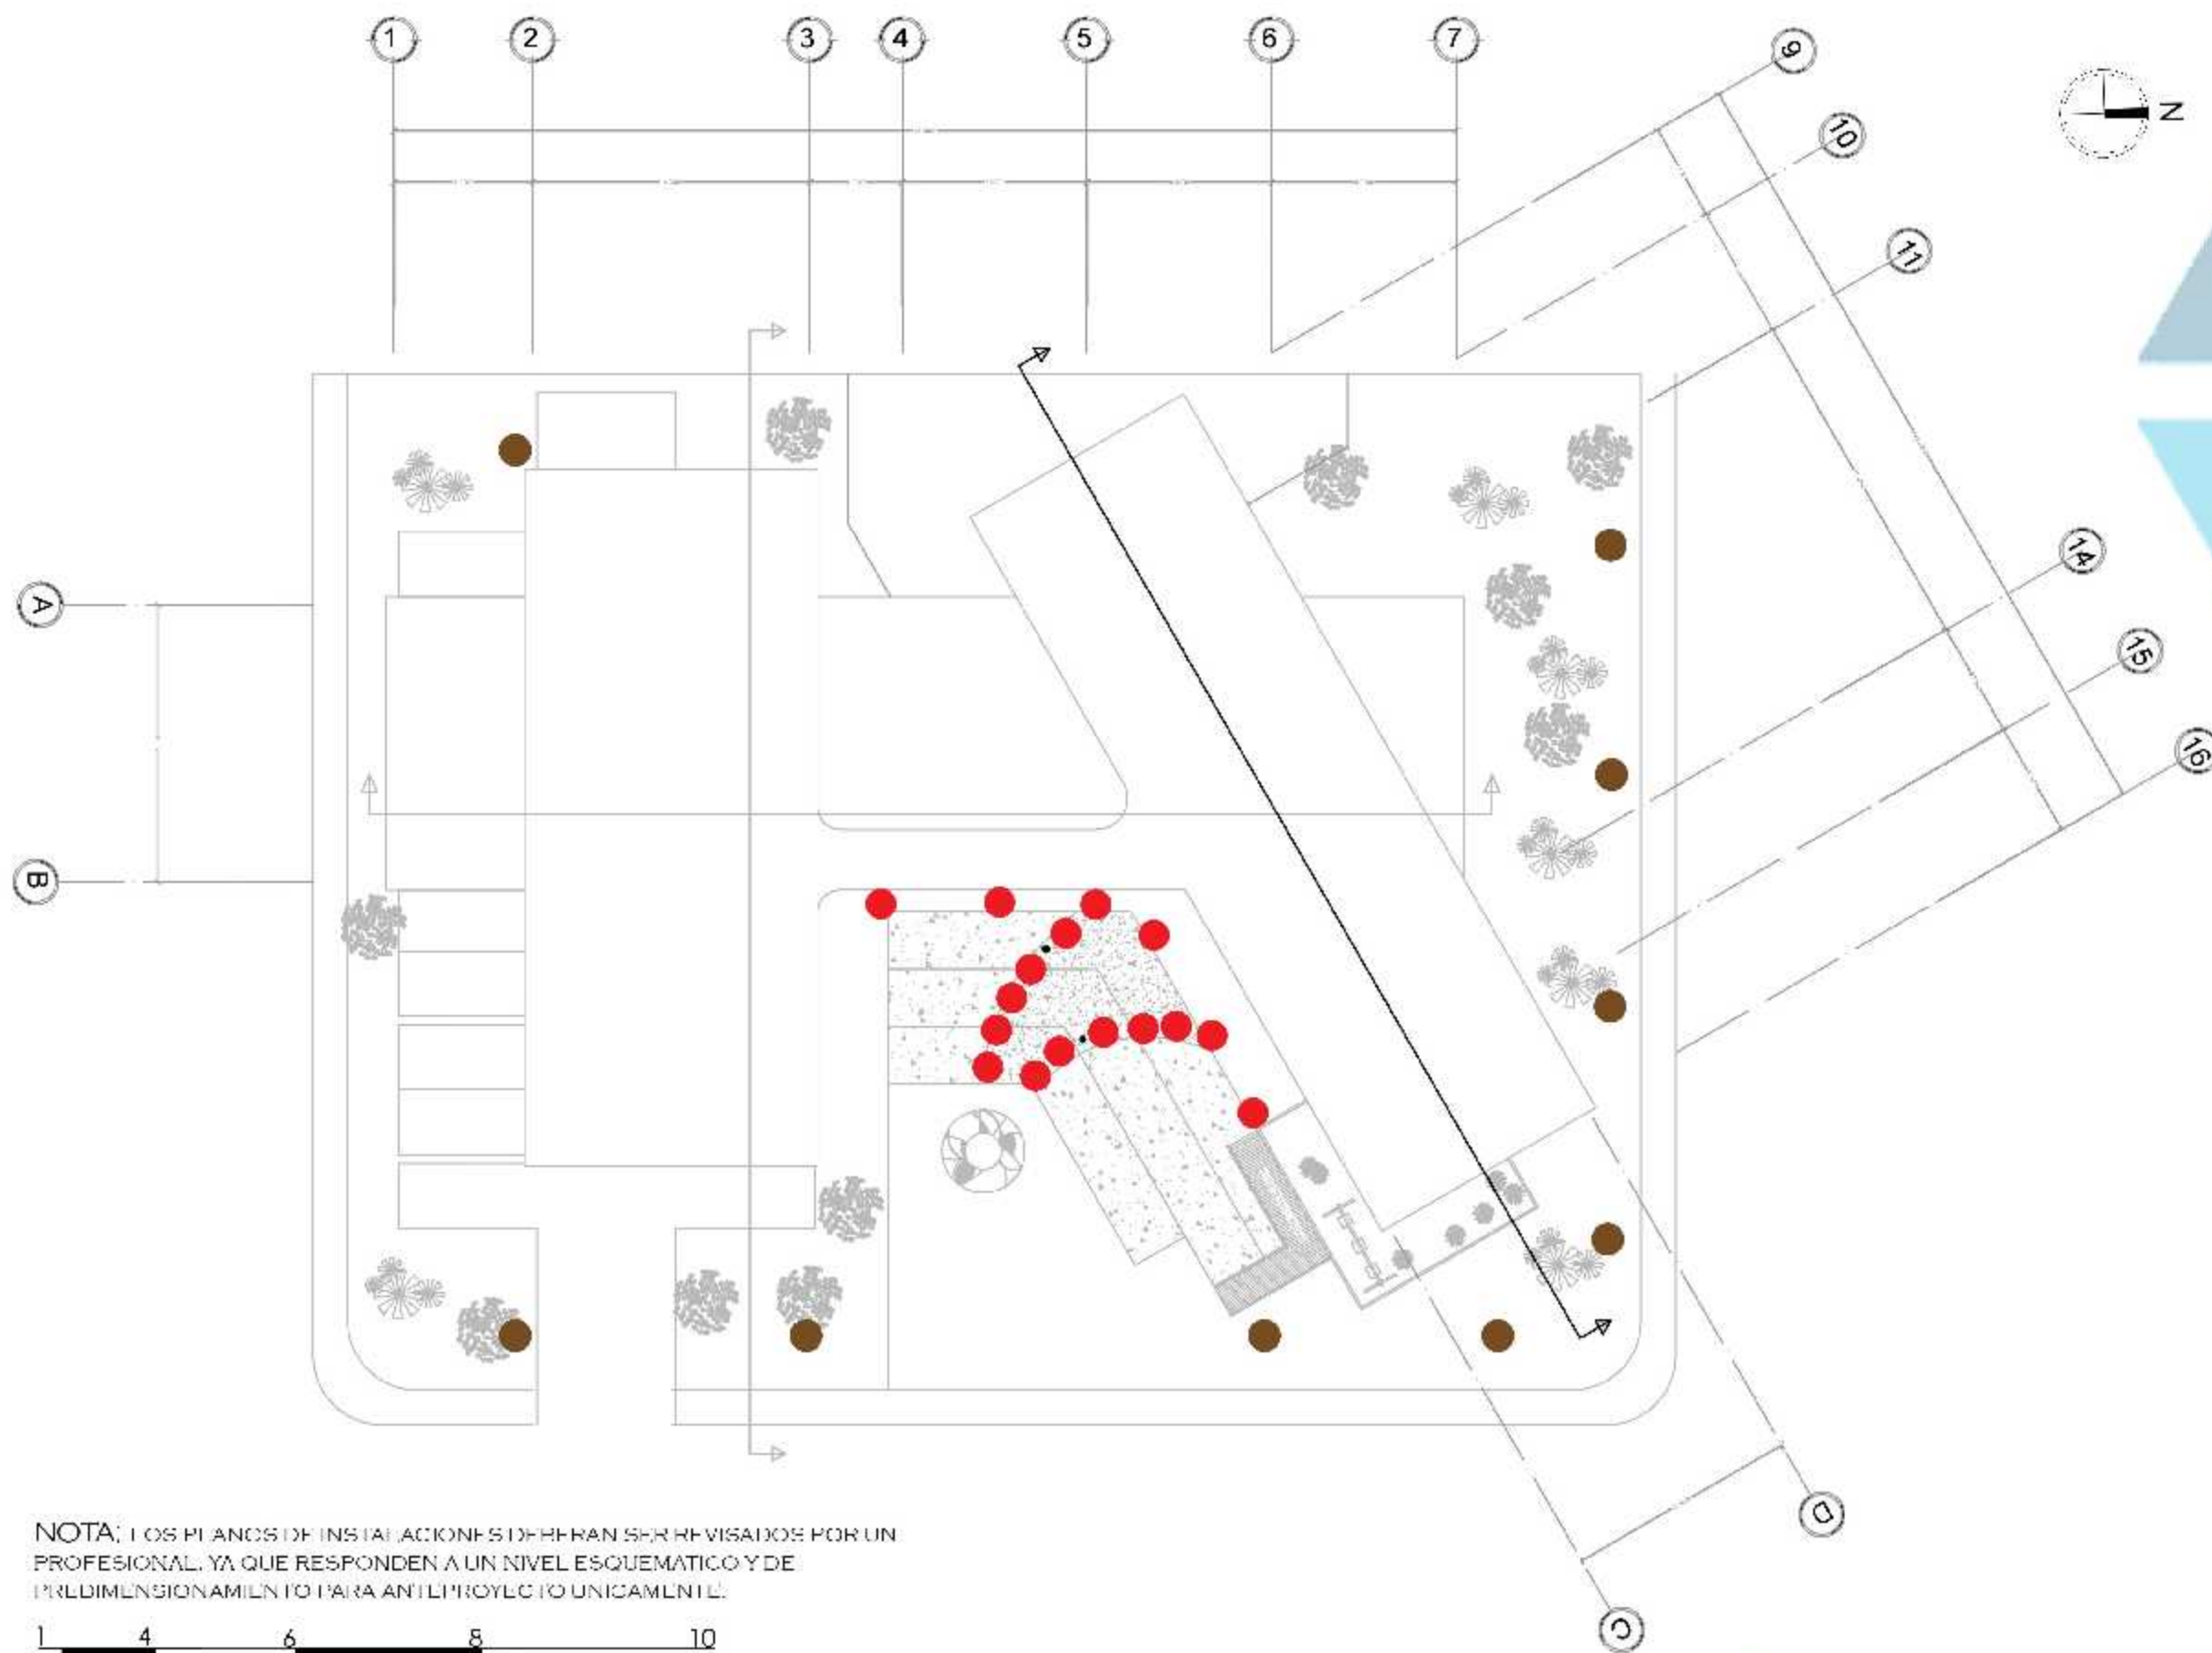 1 2 3 4 5 6 7
9
N
10
11
14
A
15
16
B
D
NOTA: LOS PLANOS DE INSTALACIONES DEBERAN SER REVISADOS POR UN
PROFESIONAL, YA QUE RESPONDEN A UN NIVEL ESQUEMATICO Y DE
PREDIMENSIONAMIENTO PARA ANTEPROYECTO UNICAMENTE.
C
1 4 6 8 10